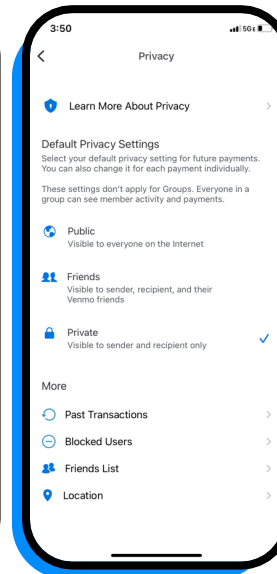 3:50
5G
Privacy
Learn More About Privacy
Default Privacy Settings
Select your default privacy setting for future payments.
You can also change it for each payment individually.
These settings don't apply for Groups. Everyone in a
group can see member activity and payments.
Public
Visible to everyone on the Internet
Friends
Visible to sender, recipient, and their
Venmo friends
Private
Visible to sender and recipient only
More
Past Transactions
Blocked Users
Friends List
Location